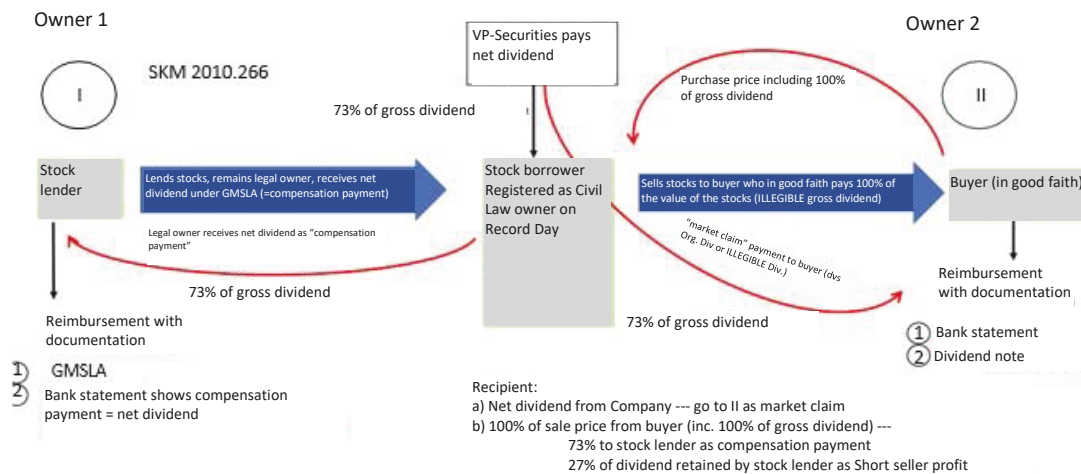 Owner 1
Owner 2
VP-Securities pays
net dividend
I
SKM 2010.266
Purchase price including 100%
of gross dividend
II
73% of gross dividend
t
Stock
lender
Lends stocks, remains legal owner, receives net
dividend under GMSLA (=compensation payment)
Stock borrower
Registered as Civil
Law owner on
Record Day
Sells stocks to buyer who in good faith pays 100% of
the value of the stocks (ILLEGIBLE gross dividend)
Buyer (in good faith)
Legal owner receives net dividend as "compensation
payment"
"market claim" payment to buyer (dvs
Org. Div or ILLEGIBLE Div.)
73% of gross dividend
73% of gross dividend
Reimbursement with
documentation
Reimbursement
with documentation
1 GMSLA
2 Bank statement shows compensation
payment = net dividend
1 Bank statement
2 Dividend note
Recipient:
a) Net dividend from Company --- go to II as market claim
b) 100% of sale price from buyer (inc. 100% of gross dividend) ---
73% to stock lender as compensation payment
27% of dividend retained by stock lender as Short seller profit